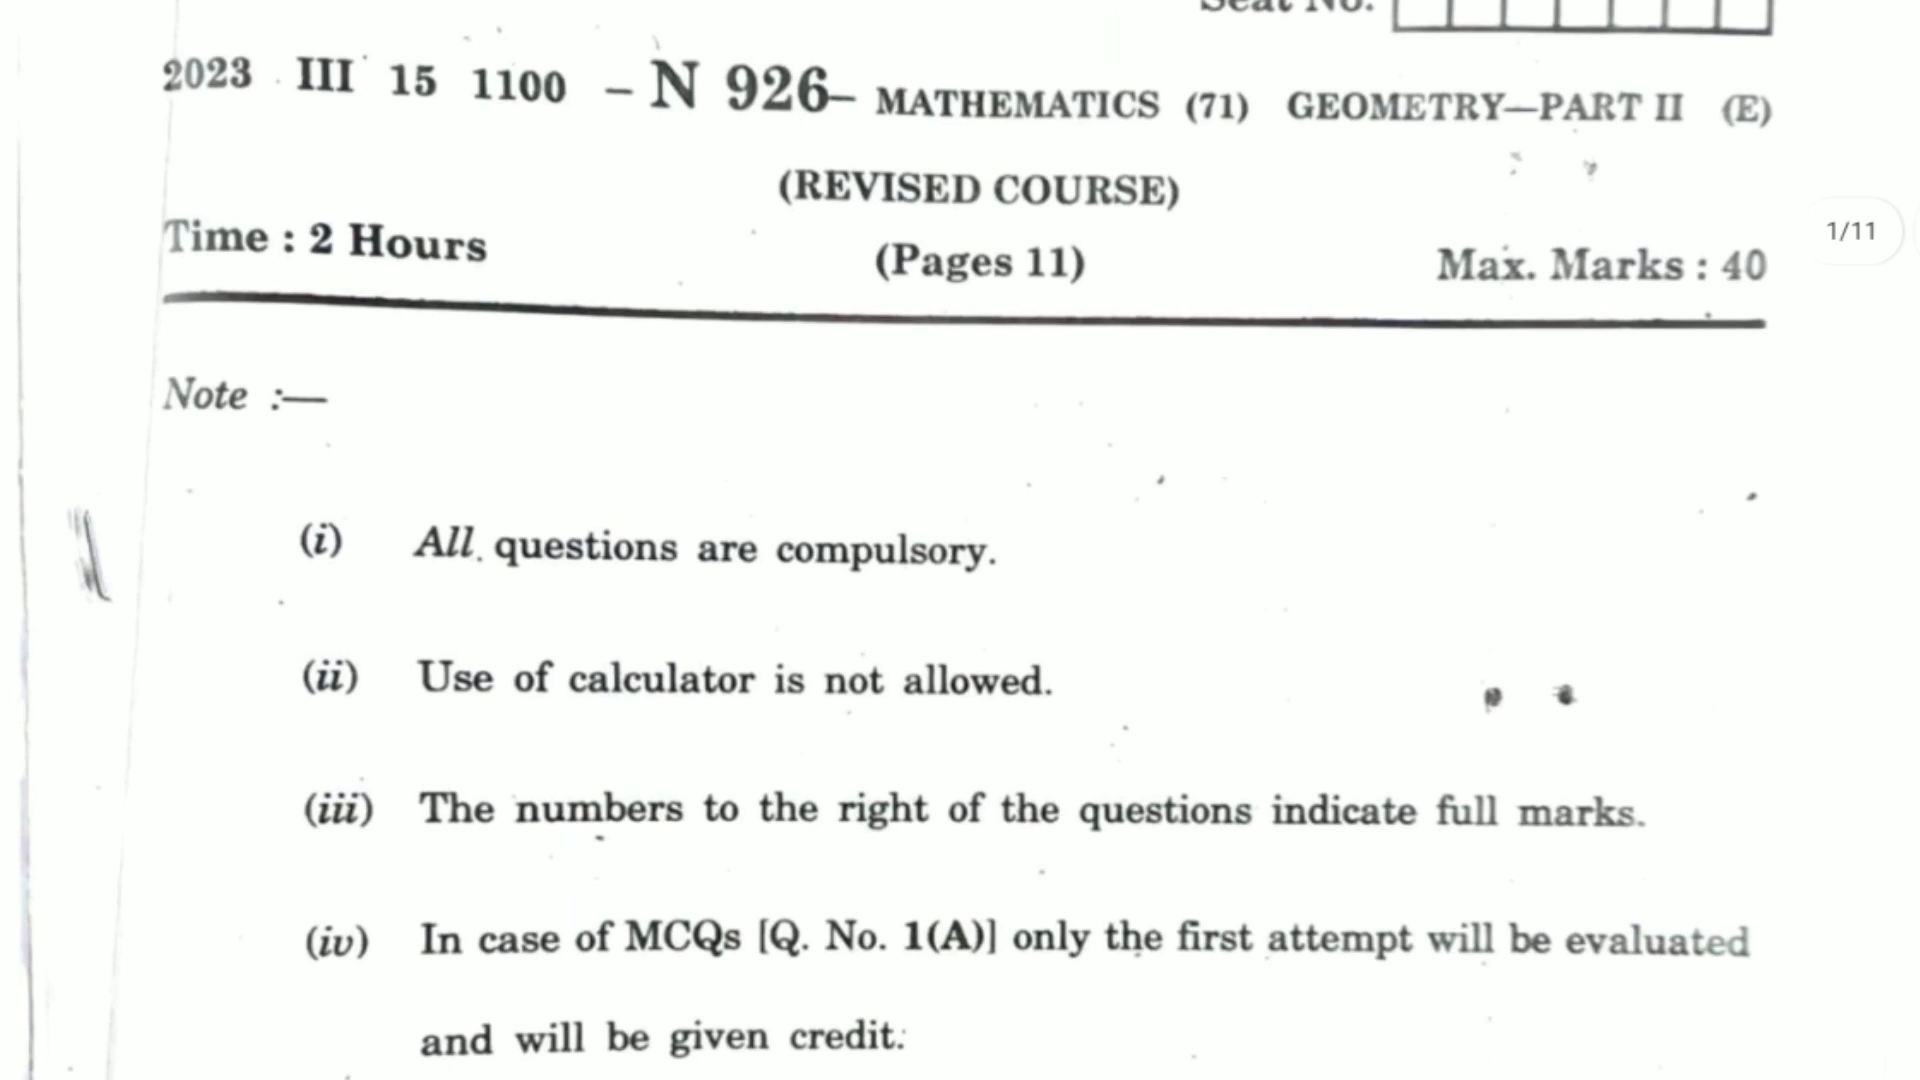 Seat No.
2023 III 15 1100 – N 926– MATHEMATICS (71) GEOMETRY—PART II (E)
(REVISED COURSE)
Time : 2 Hours (Pages 11) Max. Marks : 40
1/11
Note :—
(i) All questions are compulsory.
(ii) Use of calculator is not allowed.
(iii) The numbers to the right of the questions indicate full marks.
(iv) In case of MCQs [Q. No. 1(A)] only the first attempt will be evaluated
and will be given credit.